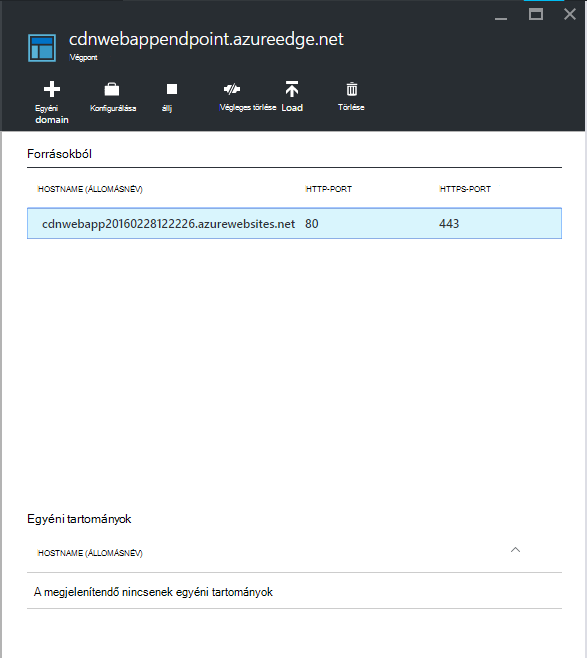 cdnwebappendpoint.azureedge.net
Végpont
Egyéni domain
Konfigurálása
állj
Végleges törlése
Load
Törlése
Forrásokból
HOSTNAME (ÁLLOMÁSNÉV) HTTP-PORT HTTPS-PORT
cdnwebapp20160228122226.azurewebsites.net 80 443
Egyéni tartományok
HOSTNAME (ÁLLOMÁSNÉV)
A megjelenítendő nincsenek egyéni tartományok